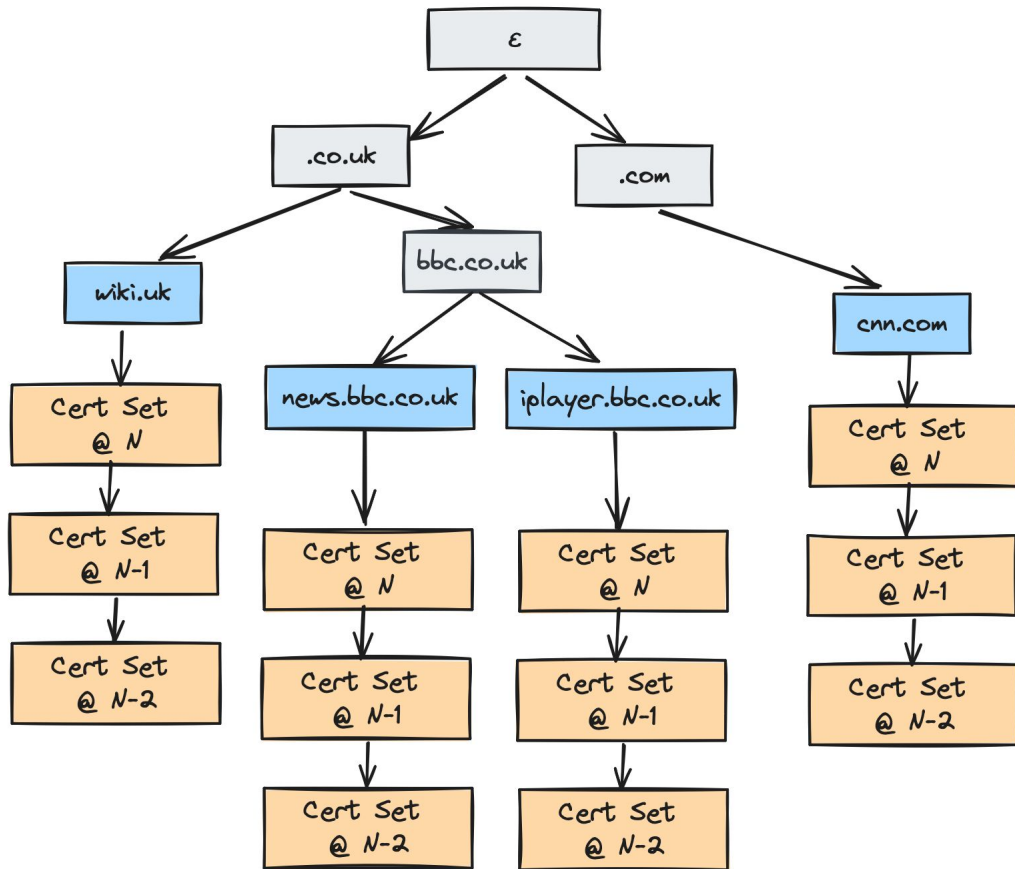 ε
.co.uk
.com
bbc.co.uk
wiki.uk
cnn.com
news.bbc.co.uk
iplayer.bbc.co.uk
Cert Set
@ N
Cert Set
@ N-1
Cert Set
@ N-2
Cert Set
@ N
Cert Set
@ N-1
Cert Set
@ N-2
Cert Set
@ N
Cert Set
@ N-1
Cert Set
@ N-2
Cert Set
@ N
Cert Set
@ N-1
Cert Set
@ N-2